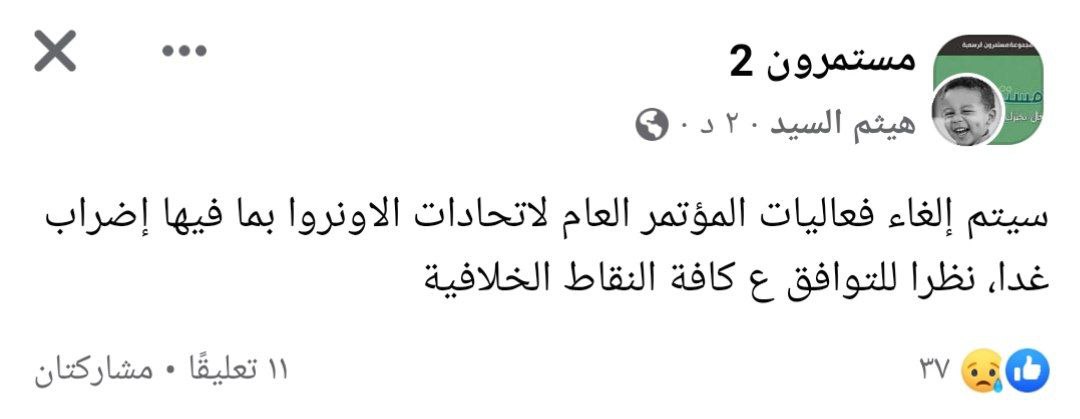 مستمرون 2
هيثم السيد · ٢٠ د ·
سيتم إلغاء فعاليات المؤتمر العام لاتحادات الاونروا بما فيها إضراب
غدا، نظرا للتوافق ع كافة النقاط الخلافية
٣٧
١١ تعليقًا • مشاركتان